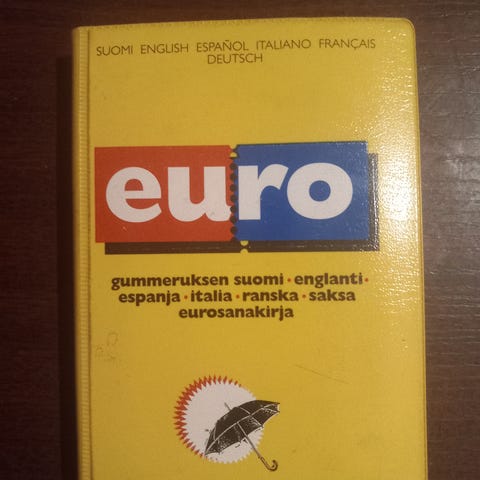 SUOMI ENGLISH ESPAÑOL ITALIANO FRANÇAIS
DEUTSCH
euro
gummeruksen suomi · englanti ·
espanja · italia · ranska · saksa
eurosanakirja